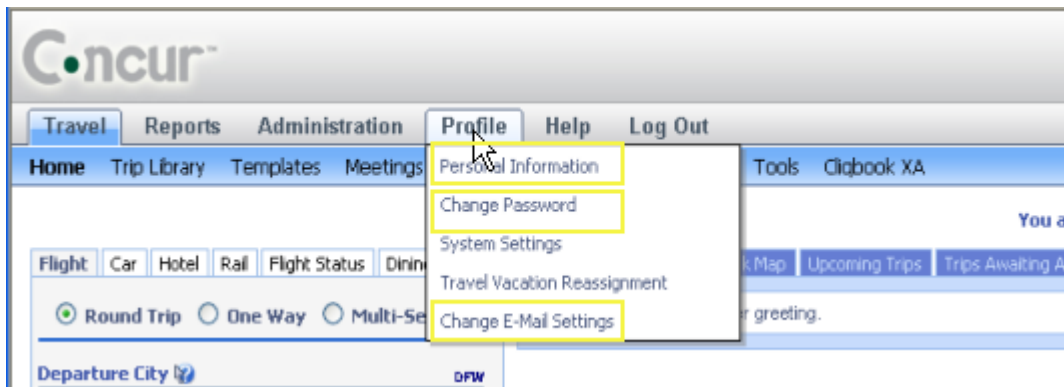 Concur™
Travel Reports Administration Profile Help Log Out
Home Trip Library Templates Meetings Tools Cliqbook XA
Personal Information
Change Password
System Settings
Travel Vacation Reassignment
Change E-Mail Settings
You a
Flight Car Hotel Rail Flight Status Dining
k Map Upcoming Trips Trips Awaiting A
Round Trip One Way Multi-Se
r greeting.
Departure City DFW